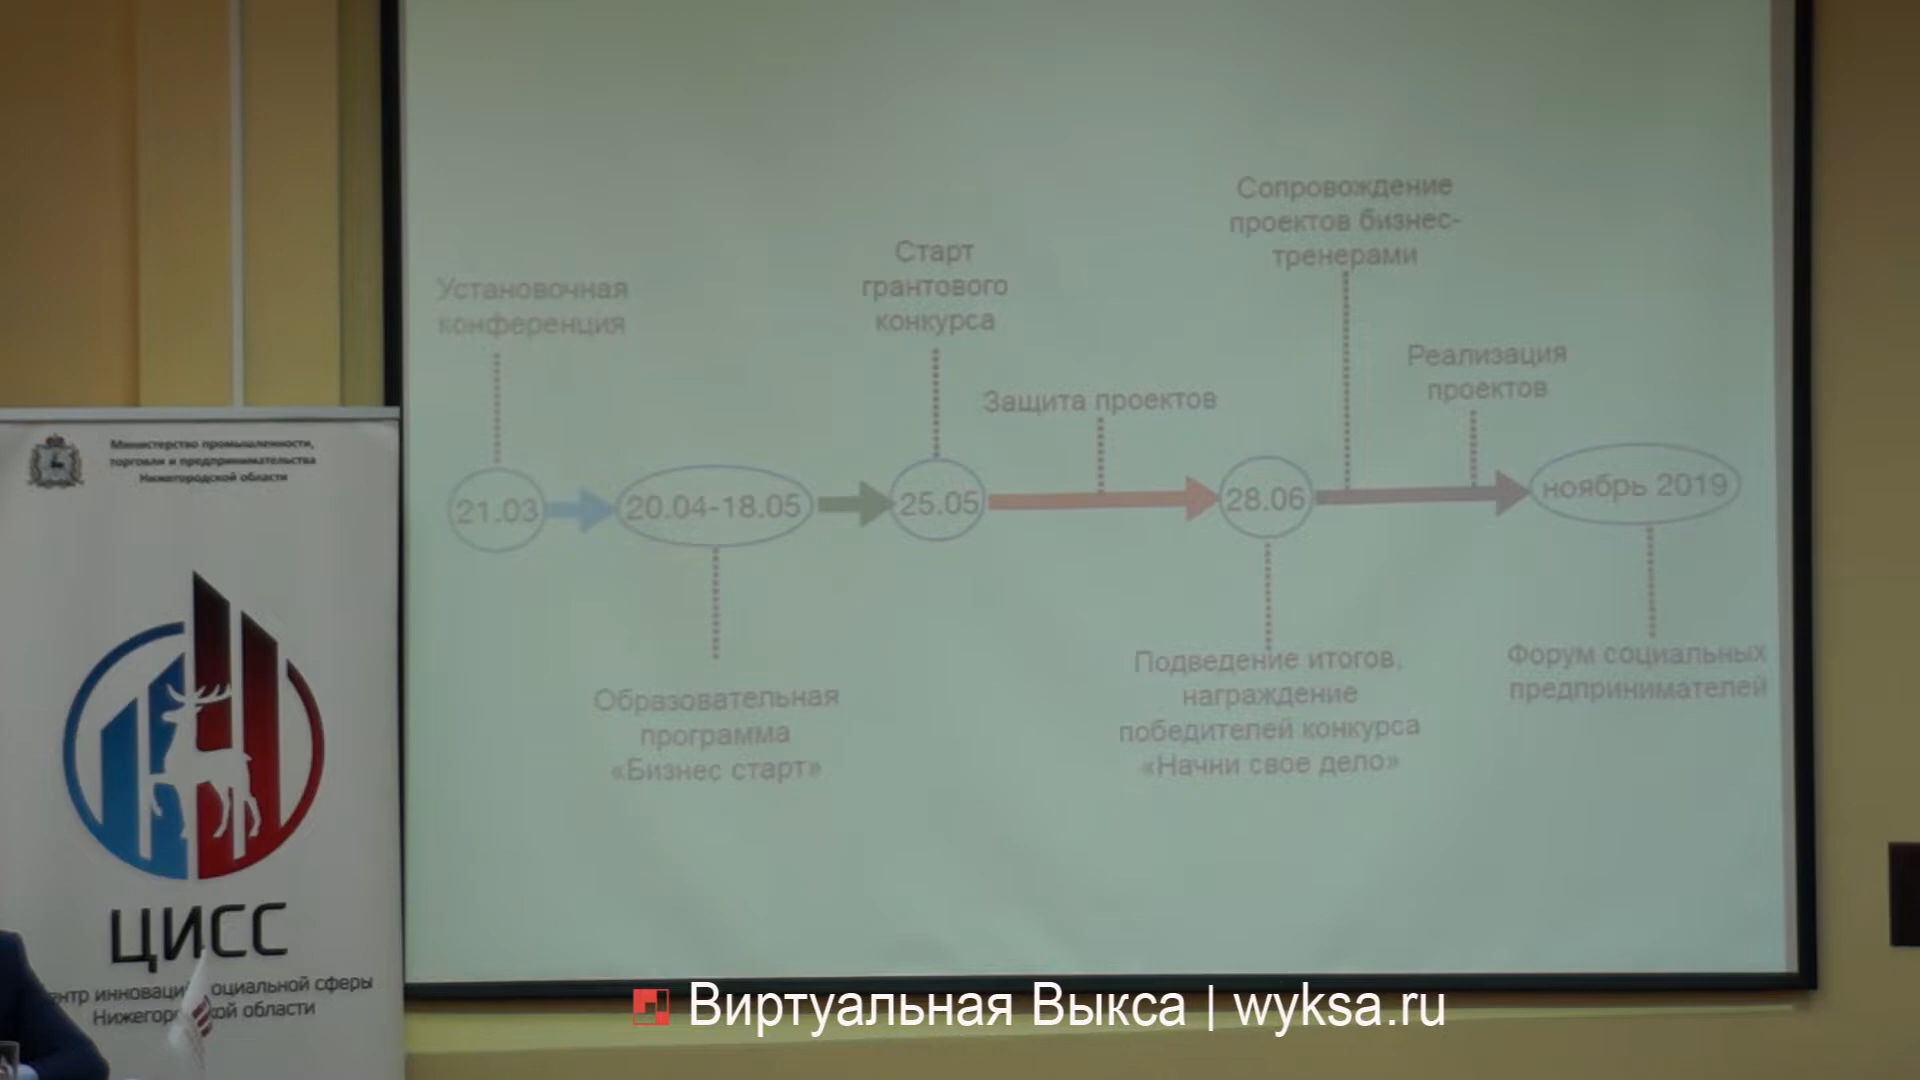 Министерство промышленности,
торговли и предпринимательства
Нижегородской области
ЦИСС
инноваций социальной сферы
области
Сопровождение
проектов бизнес-
тренерами
Старт
грантового
конкурса
Установочная
конференция
Реализация
проектов
Защита проектов
21.03
20.04-18.05
25.05
28.06
ноябрь 2019
Образовательная
программа
«Бизнес старт»
Подведение итогов,
награждение
победителей конкурса
«Начни свое дело»
Форум социальных
предпринимателей
Виртуальная Выкса | wyksa.ru